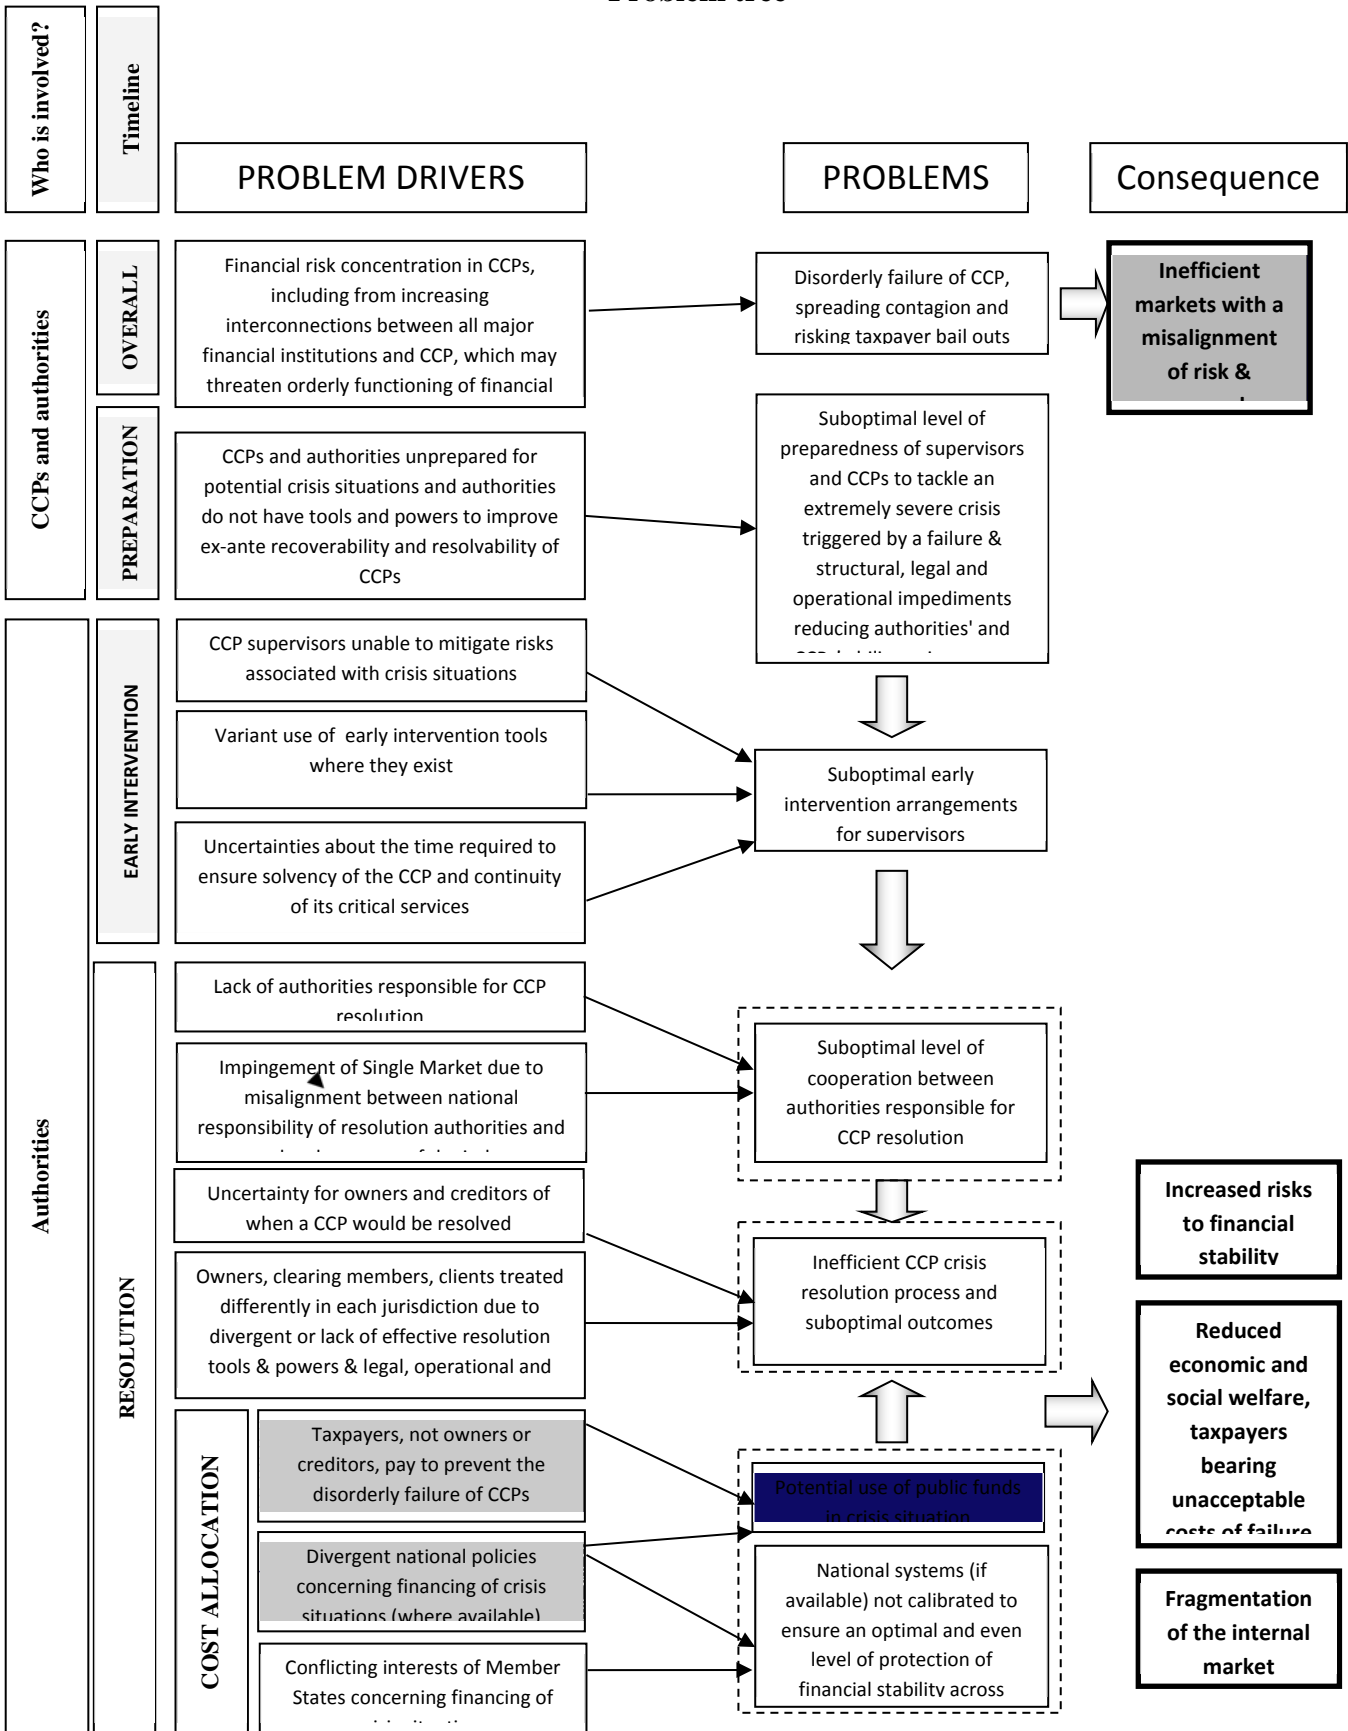 Problem tree
Who is involved?
Timeline
PROBLEM DRIVERS
PROBLEMS
Consequence
CCPs and authorities
OVERALL
Financial risk concentration in CCPs,
including from increasing
interconnections between all major
financial institutions and CCP, which may
threaten orderly functioning of financial
Disorderly failure of CCP,
spreading contagion and
risking taxpayer bail outs
Inefficient
markets with a
misalignment
of risk &
PREPARATION
CCPs and authorities unprepared for
potential crisis situations and authorities
do not have tools and powers to improve
ex-ante recoverability and resolvability of
CCPs
Suboptimal level of
preparedness of supervisors
and CCPs to tackle an
extremely severe crisis
triggered by a failure &
structural, legal and
operational impediments
reducing authorities' and
Authorities
EARLY INTERVENTION
CCP supervisors unable to mitigate risks
associated with crisis situations
Variant use of  early intervention tools
where they exist
Uncertainties about the time required to
ensure solvency of the CCP and continuity
of its critical services
Suboptimal early
intervention arrangements
for supervisors
RESOLUTION
Lack of authorities responsible for CCP
resolution
Impingement of Single Market due to
misalignment between national
responsibility of resolution authorities and
Suboptimal level of
cooperation between
authorities responsible for
CCP resolution
Uncertainty for owners and creditors of
when a CCP would be resolved
Owners, clearing members, clients treated
differently in each jurisdiction due to
divergent or lack of effective resolution
tools & powers & legal, operational and
Inefficient CCP crisis
resolution process and
suboptimal outcomes
Increased risks
to financial
stability
Reduced
economic and
social welfare,
taxpayers
bearing
unacceptable
costs of failure
Fragmentation
of the internal
market
COST ALLOCATION
Taxpayers, not owners or
creditors, pay to prevent the
disorderly failure of CCPs
Divergent national policies
concerning financing of crisis
situations (where available)
Conflicting interests of Member
States concerning financing of
Potential use of public funds
in crisis situation
National systems (if
available) not calibrated to
ensure an optimal and even
level of protection of
financial stability across